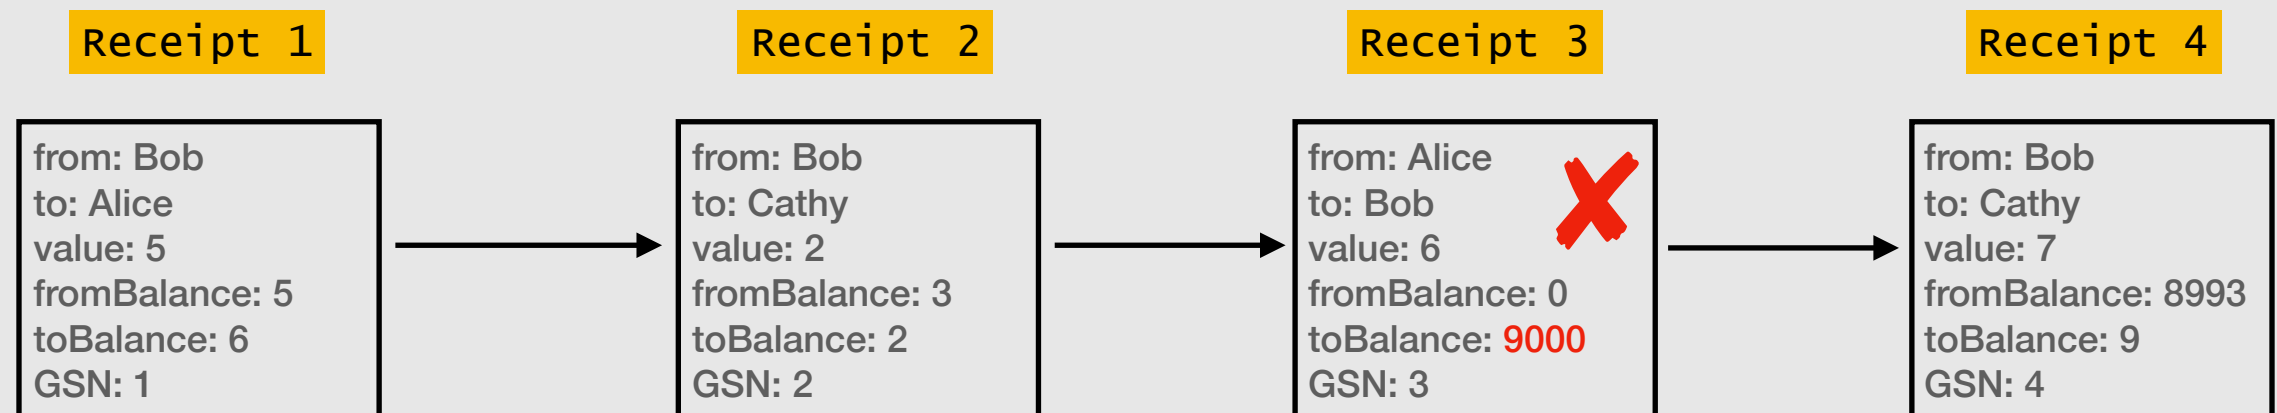 Receipt 1
Receipt 2
Receipt 3
Receipt 4
from: Bob
to: Alice
value: 5
fromBalance: 5
toBalance: 6
GSN: 1
from: Bob
to: Cathy
value: 2
fromBalance: 3
toBalance: 2
GSN: 2
from: Alice
to: Bob
value: 6
fromBalance: 0
toBalance: 9000
GSN: 3
from: Bob
to: Cathy
value: 7
fromBalance: 8993
toBalance: 9
GSN: 4